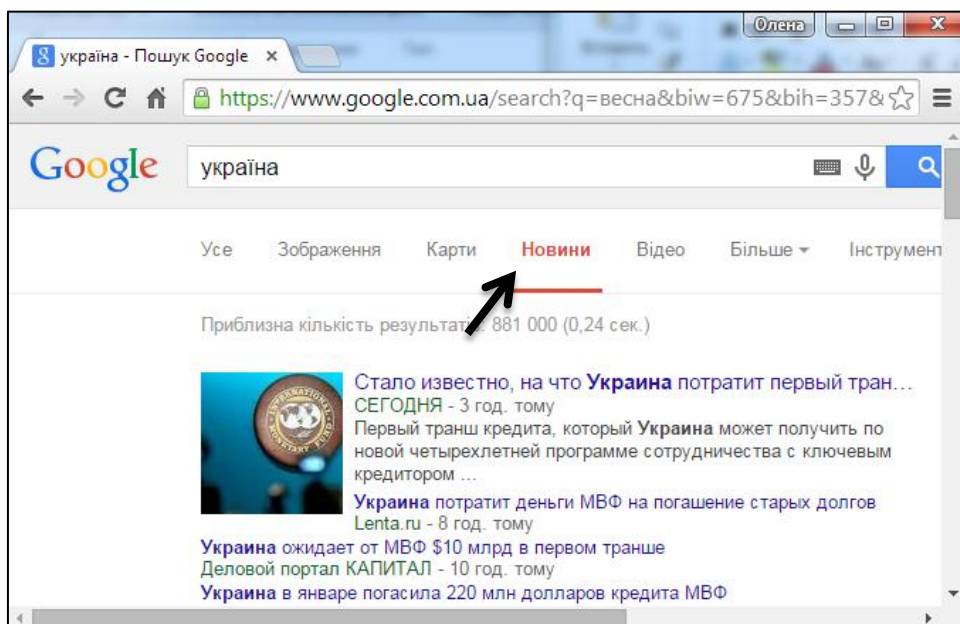 Олена
україна - Пошук Google
https://www.google.com.ua/search?q=весна&biw=675&bih=357&
Google
україна
Усе Зображення Карти Новини Відео Більше Інструмент
Приблизна кількість результатів: 881 000 (0,24 сек.)
Стало известно, на что Украина потратит первый тран...
СЕГОДНЯ - 3 год. тому
Первый транш кредита, который Украина может получить по
новой четырехлетней программе сотрудничества с ключевым
кредитором ...
Украина потратит деньги МВФ на погашение старых долгов
Lenta.ru - 8 год. тому
Украина ожидает от МВФ $10 млрд в первом транше
Деловой портал КАПИТАЛ - 10 год. тому
Украина в январе погасила 220 млн долларов кредита МВФ